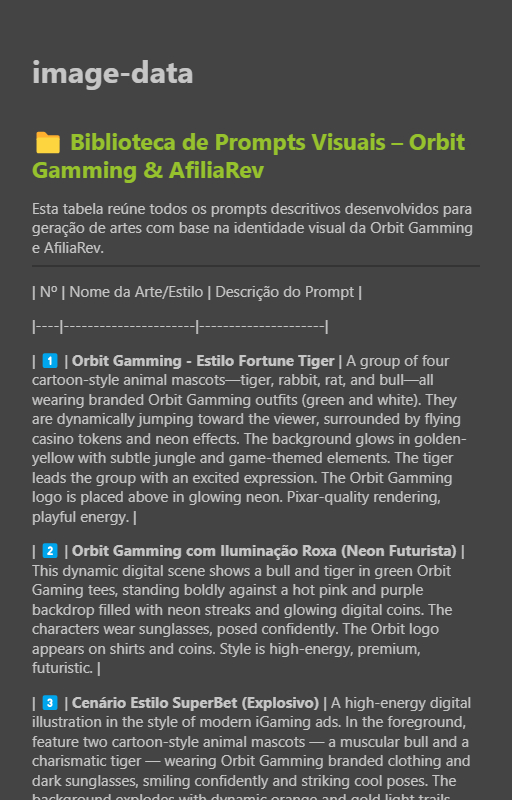 image-data
📁 Biblioteca de Prompts Visuais – Orbit
Gamming & AfiliaRev
Esta tabela reúne todos os prompts descritivos desenvolvidos para
geração de artes com base na identidade visual da Orbit Gamming
e AfiliaRev.
| Nº | Nome da Arte/Estilo | Descrição do Prompt |
|----|----------------------|---------------------|
| 1️⃣ | Orbit Gamming - Estilo Fortune Tiger | A group of four
cartoon-style animal mascots—tiger, rabbit, rat, and bull—all
wearing branded Orbit Gamming outfits (green and white). They
are dynamically jumping toward the viewer, surrounded by flying
casino tokens and neon effects. The background glows in golden-
yellow with subtle jungle and game-themed elements. The tiger
leads the group with an excited expression. The Orbit Gamming
logo is placed above in glowing neon. Pixar-quality rendering,
playful energy. |
| 2️⃣ | Orbit Gamming com Iluminação Roxa (Neon Futurista) |
This dynamic digital scene shows a bull and tiger in green Orbit
Gaming tees, standing boldly against a hot pink and purple
backdrop filled with neon streaks and glowing digital coins. The
characters wear sunglasses, posed confidently. The Orbit logo
appears on shirts and coins. Style is high-energy, premium,
futuristic. |
| 3️⃣ | Cenário Estilo SuperBet (Explosivo) | A high-energy digital
illustration in the style of modern iGaming ads. In the foreground,
feature two cartoon-style animal mascots — a muscular bull and a
charismatic tiger — wearing Orbit Gamming branded clothing and
dark sunglasses, smiling confidently and striking cool poses. The
background explodes with dynamic orange and gold light trails,